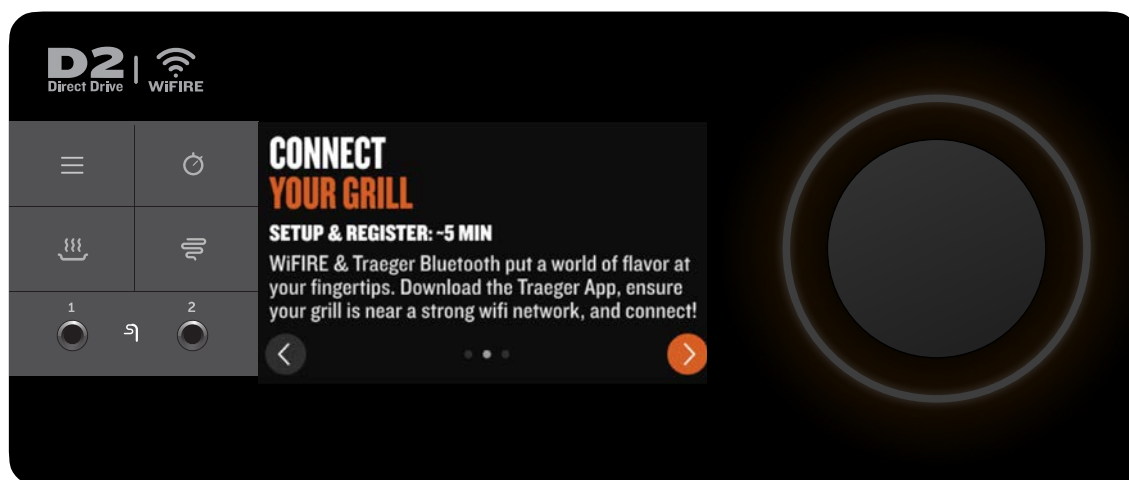 D2
Direct Drive
WiFIRE
CONNECT
YOUR GRILL
SETUP & REGISTER: ~5 MIN
WiFIRE & Traeger Bluetooth put a world of flavor at
your fingertips. Download the Traeger App, ensure
your grill is near a strong wifi network, and connect!
1
2